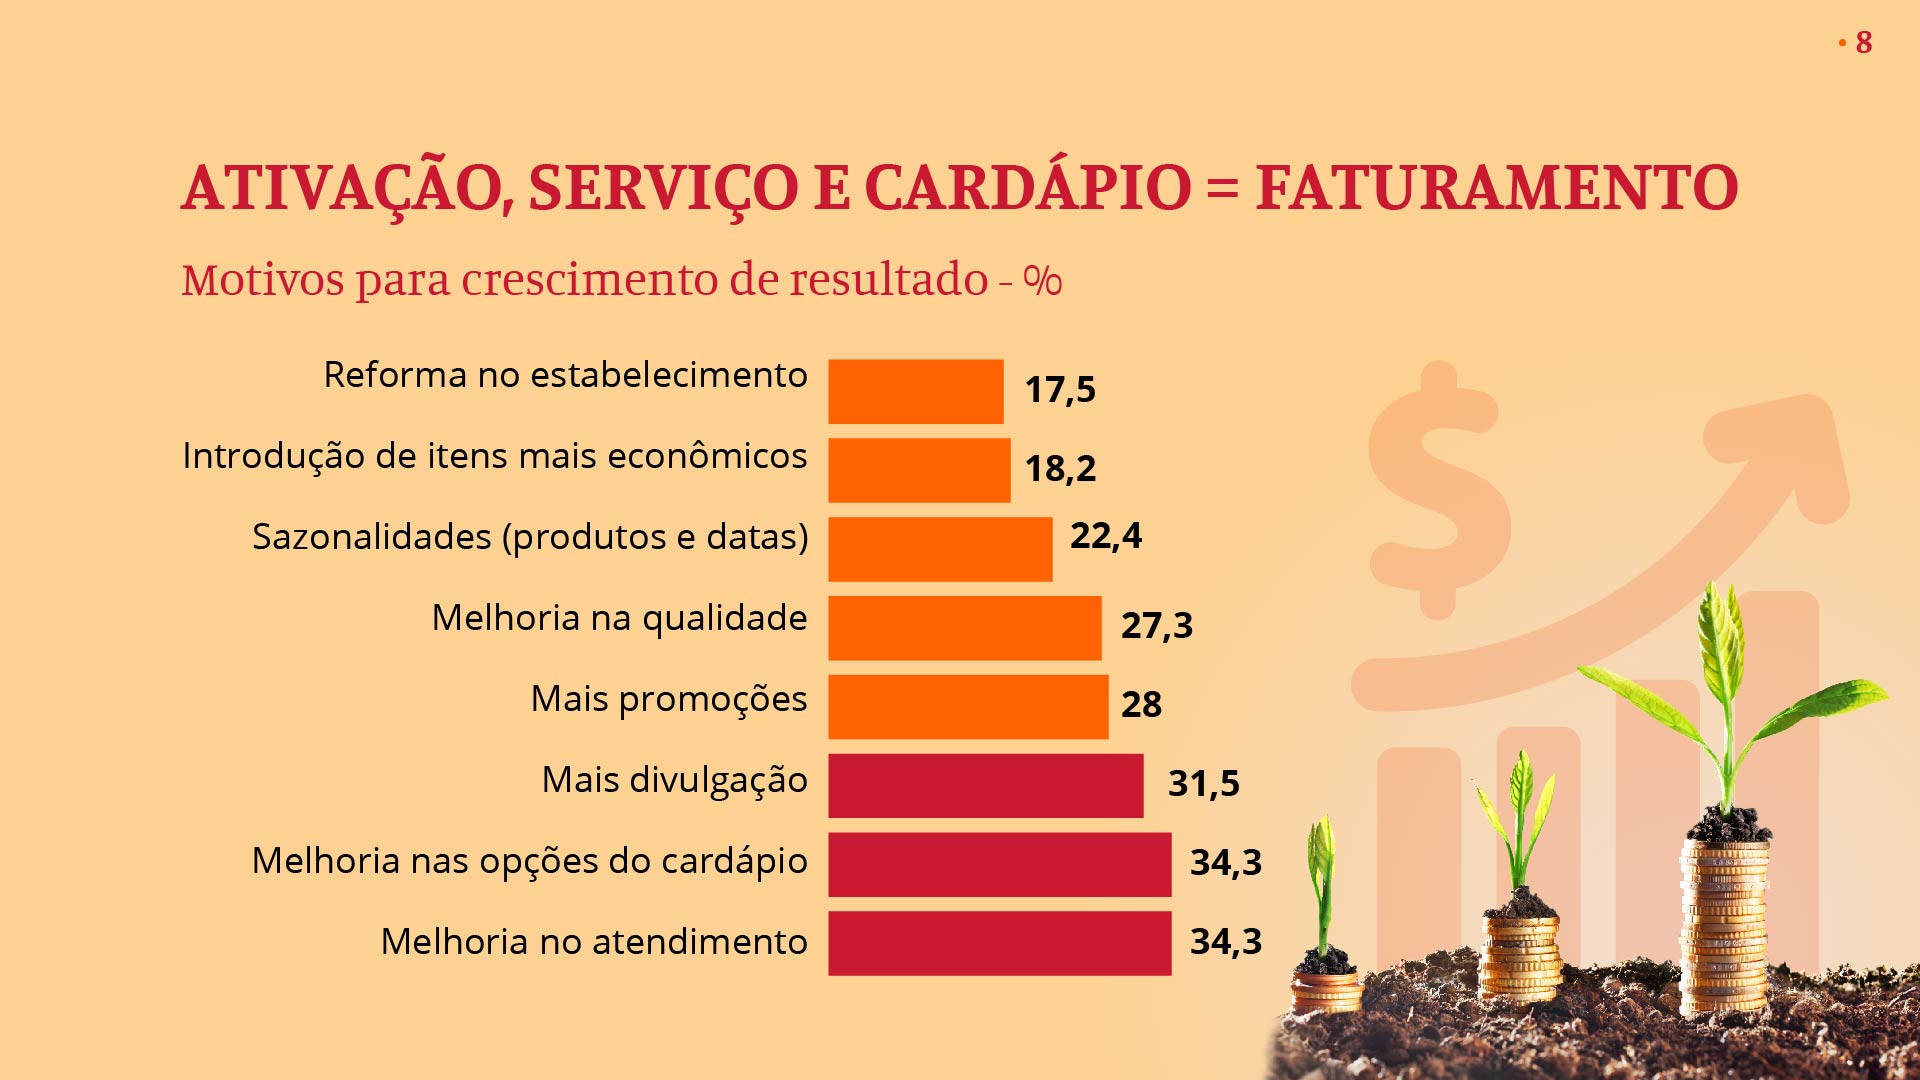 • 8
ATIVAÇÃO, SERVIÇO E CARDÁPIO = FATURAMENTO
Motivos para crescimento de resultado - %
Reforma no estabelecimento 17,5
Introdução de itens mais econômicos 18,2
Sazonalidades (produtos e datas) 22,4
Melhoria na qualidade 27,3
Mais promoções 28
Mais divulgação 31,5
Melhoria nas opções do cardápio 34,3
Melhoria no atendimento 34,3
$